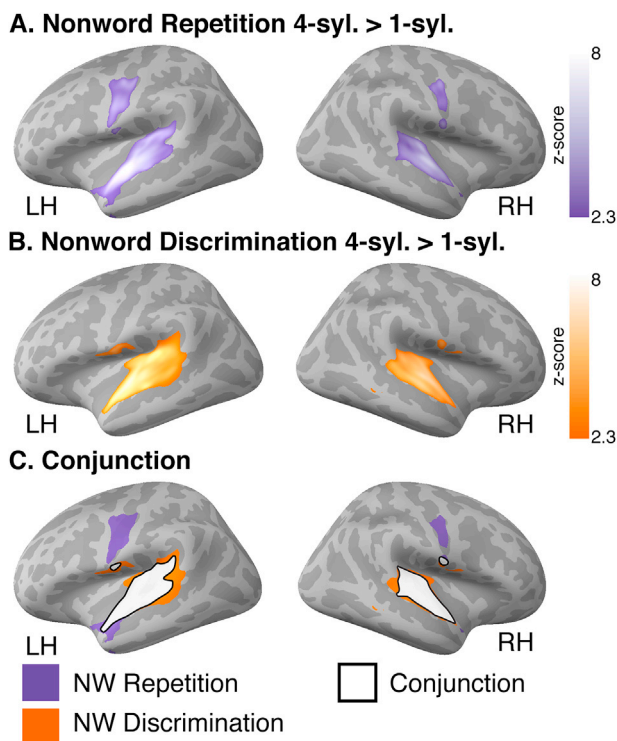 A. Nonword Repetition 4-syl. > 1-syl.
8
z-score
2.3
LH
RH
B. Nonword Discrimination 4-syl. > 1-syl.
8
z-score
2.3
LH
RH
C. Conjunction
LH
RH
NW Repetition
Conjunction
NW Discrimination